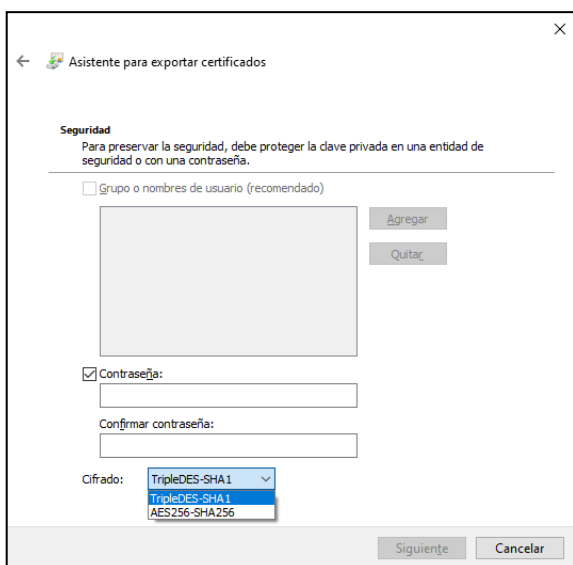 Asistente para exportar certificados
Seguridad
Para preservar la seguridad, debe proteger la clave privada en una entidad de
seguridad o con una contraseña.
Grupo o nombres de usuario (recomendado)
Agregar
Quitar
Contraseña:
Confirmar contraseña:
Cifrado: TripleDES-SHA1
TripleDES-SHA1
AES256-SHA256
Siguiente Cancelar